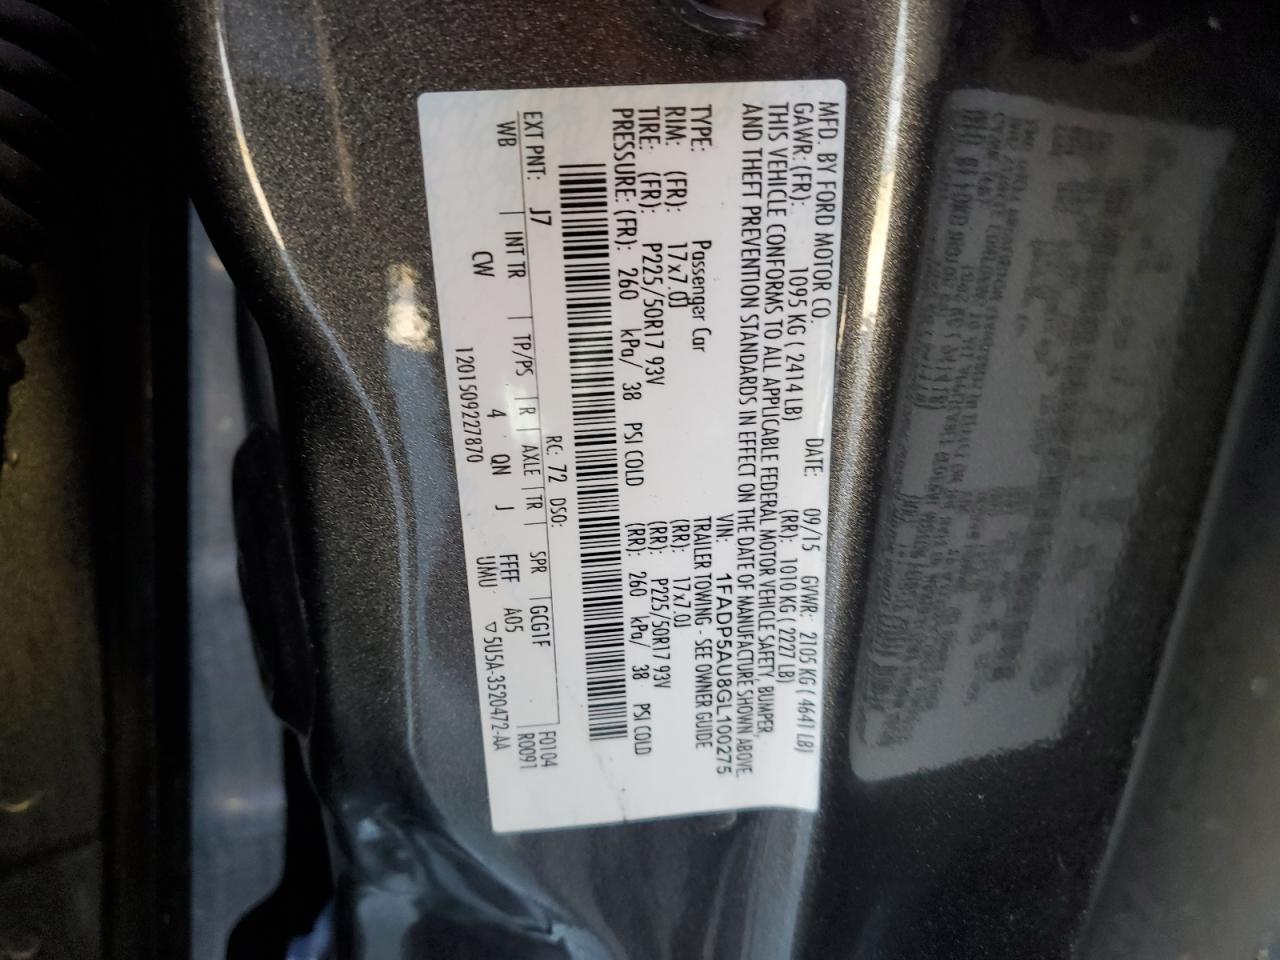 MFD. BY FORD MOTOR CO.
DATE: 09/15 GVWR: 2105 KG ( 4641 LB)
GAWR: (FR): 1095 KG ( 2414 LB) (RR): 1010 KG ( 2227 LB)
THIS VEHICLE CONFORMS TO ALL APPLICABLE FEDERAL MOTOR VEHICLE SAFETY, BUMPER,
AND THEFT PREVENTION STANDARDS IN EFFECT ON THE DATE OF MANUFACTURE SHOWN ABOVE.
VIN: 1FADP5AU8GL100275
TYPE: Passenger Car TRAILER TOWING - SEE OWNER GUIDE
RIM: (FR): 17x7.0J (RR): 17x7.0J
TIRE: (FR): P225/50R17 93V (RR): P225/50R17 93V
PRESSURE: (FR): 260 kPa/ 38 PSI COLD (RR): 260 kPa/ 38 PSI COLD
RC: 72 DSO: F0104
EXT PNT: J7 R0091
INT TR TP/PS R AXLE TR SPR GCG1F
WB CW 4 QN J FFFF A05
UMU ▽5U5A-3520472-AA
1201509227870